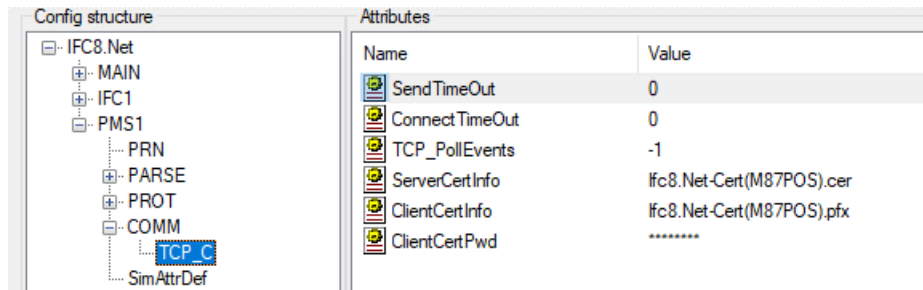 Config structure
IFC8.Net
MAIN
IFC1
PMS1
PRN
PARSE
PROT
COMM
TCP_C
SimAttrDef
Attributes
Name Value
SendTimeOut 0
ConnectTimeOut 0
TCP_PollEvents -1
ServerCertInfo Ifc8.Net-Cert(M87POS).cer
ClientCertInfo Ifc8.Net-Cert(M87POS).pfx
ClientCertPwd ********